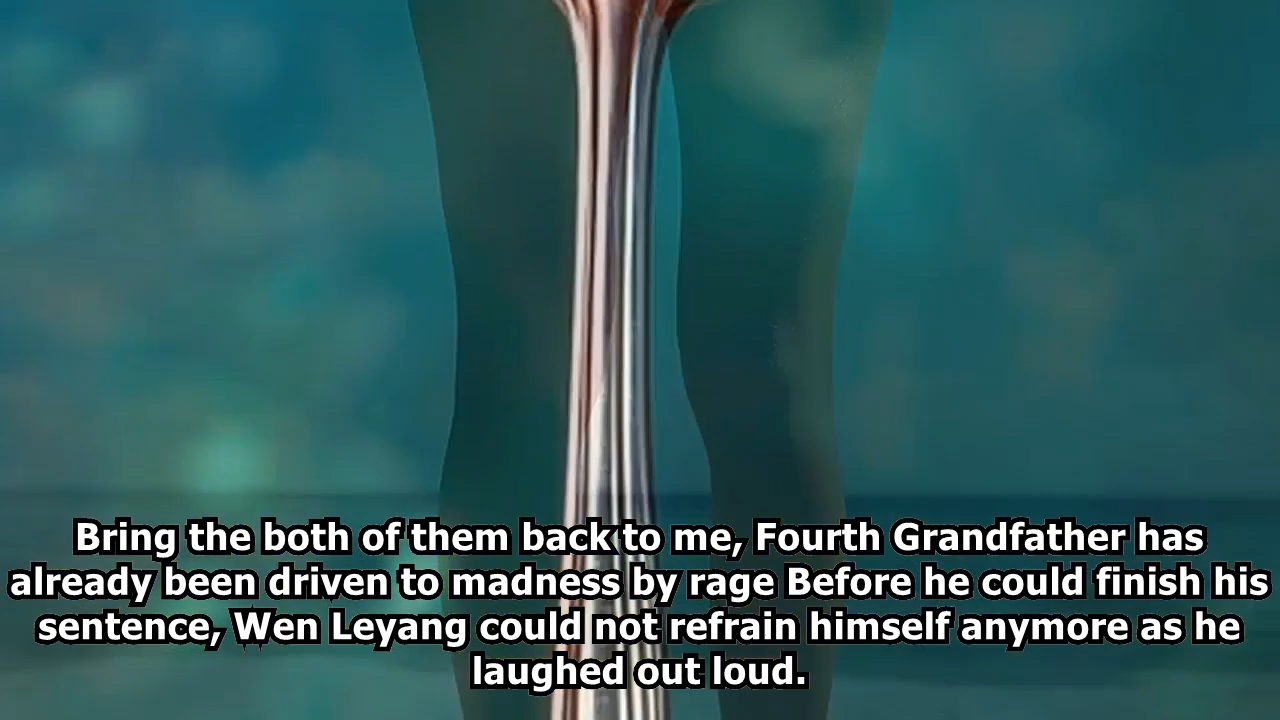 Bring the both of them back to me, Fourth Grandfather has
already been driven to madness by rage Before he could finish his
sentence, Wen Leyang could not refrain himself anymore as he
laughed out loud.